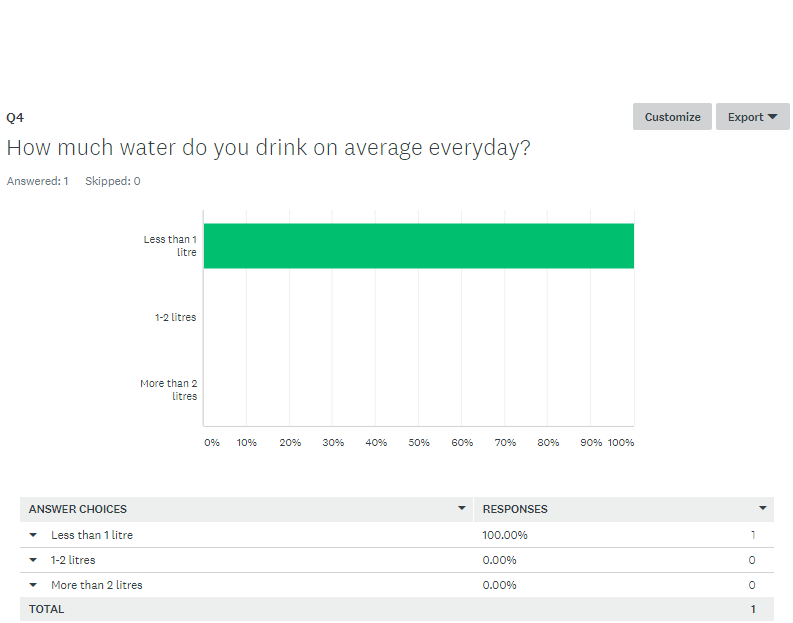 Q4
Customize
Export
How much water do you drink on average everyday?
Answered: 1 Skipped: 0
Less than 1
litre
1-2 litres
More than 2
litres
0% 10% 20% 30% 40% 50% 60% 70% 80% 90% 100%
ANSWER CHOICES RESPONSES
Less than 1 litre 100.00% 1
1-2 litres 0.00% 0
More than 2 litres 0.00% 0
TOTAL 1